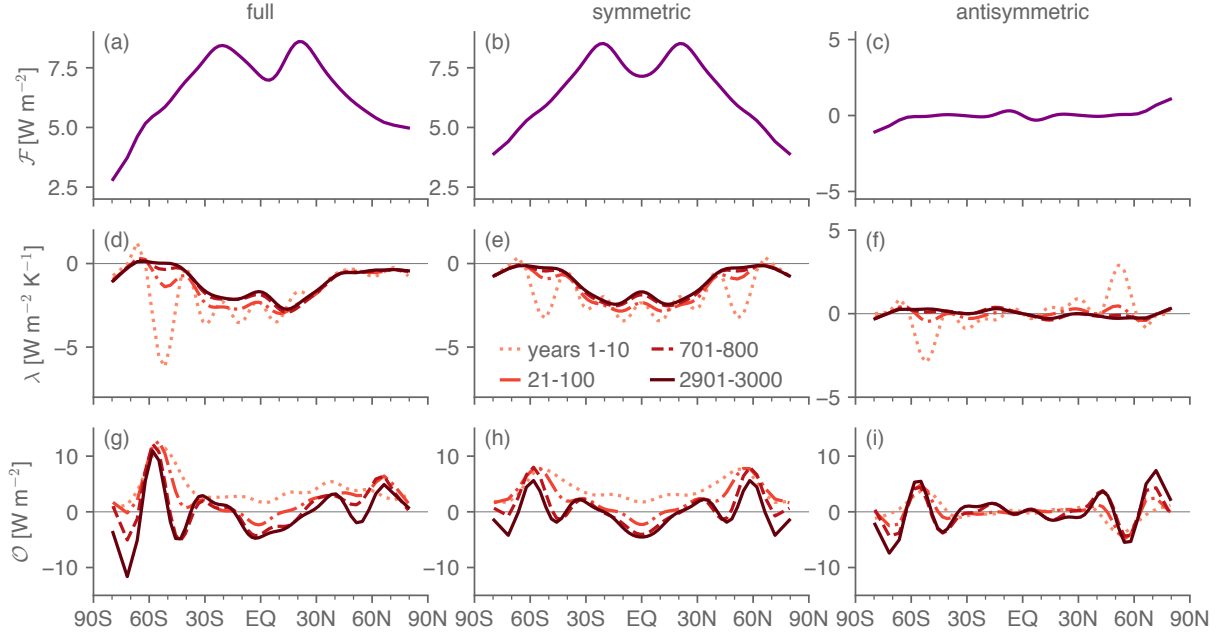 full symmetric antisymmetric
(a) (b) (c)
7.5 7.5 5
5.0 5.0 0
2.5 2.5 −5
ℱ [W m⁻²]
(d) (e) (f)
0 0 5
−5 −5 0
−5
λ [W m⁻² K⁻¹]
years 1-10 701-800
21-100 2901-3000
(g) (h) (i)
10 10 10
0 0 0
−10 −10 −10
𝒪 [W m⁻²]
90S 60S 30S EQ 30N 60N 90N 90S 60S 30S EQ 30N 60N 90N 90S 60S 30S EQ 30N 60N 90N